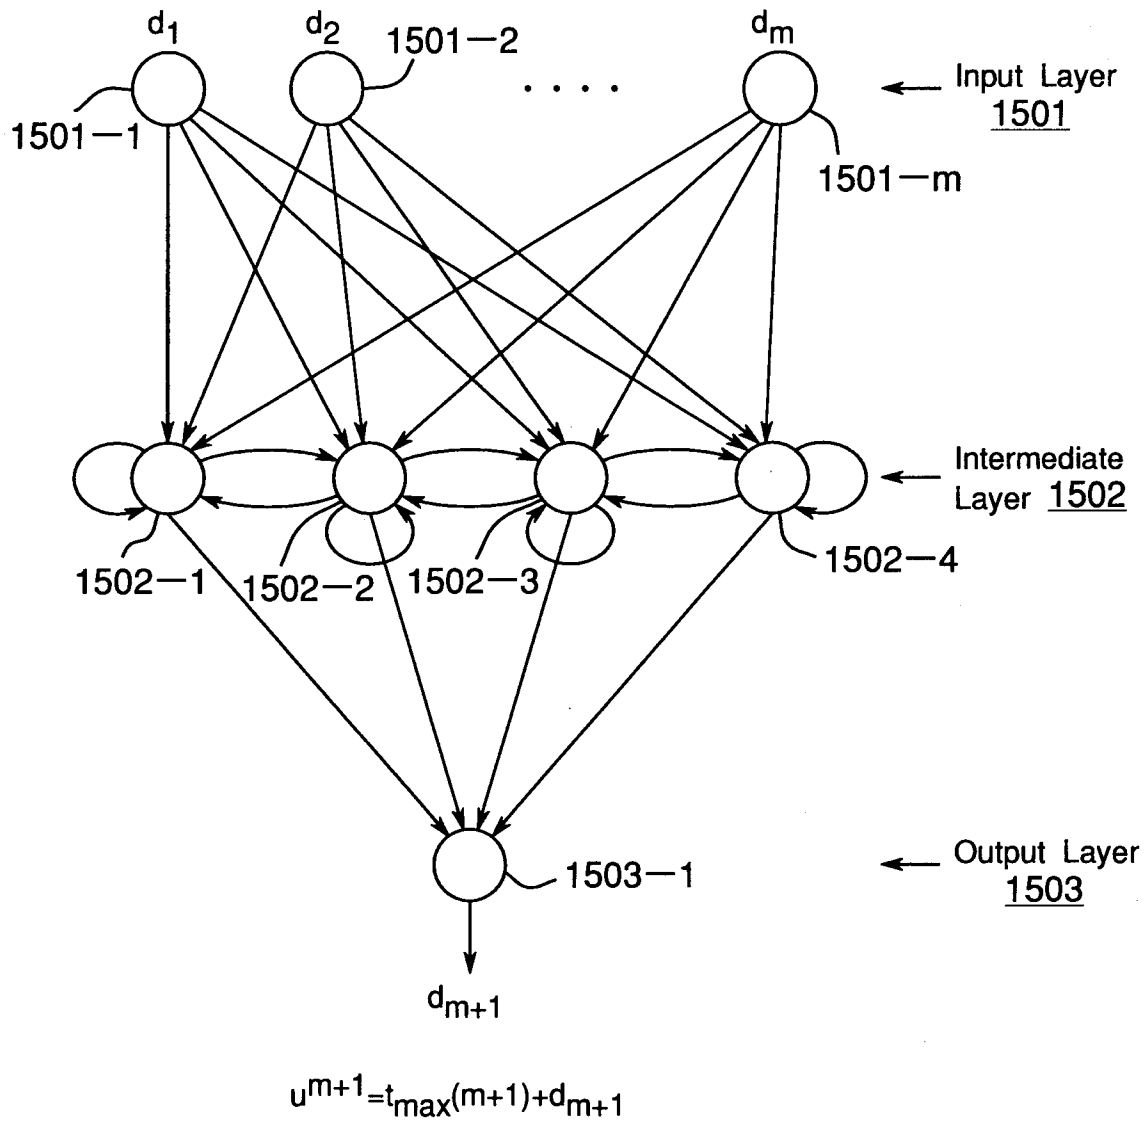 d1
d2
dm
1501-2
. . . .
Input Layer
1501
1501-1
1501-m
Intermediate
Layer 1502
1502-1
1502-2
1502-3
1502-4
Output Layer
1503
1503-1
dm+1
u^m+1=tmax(m+1)+dm+1